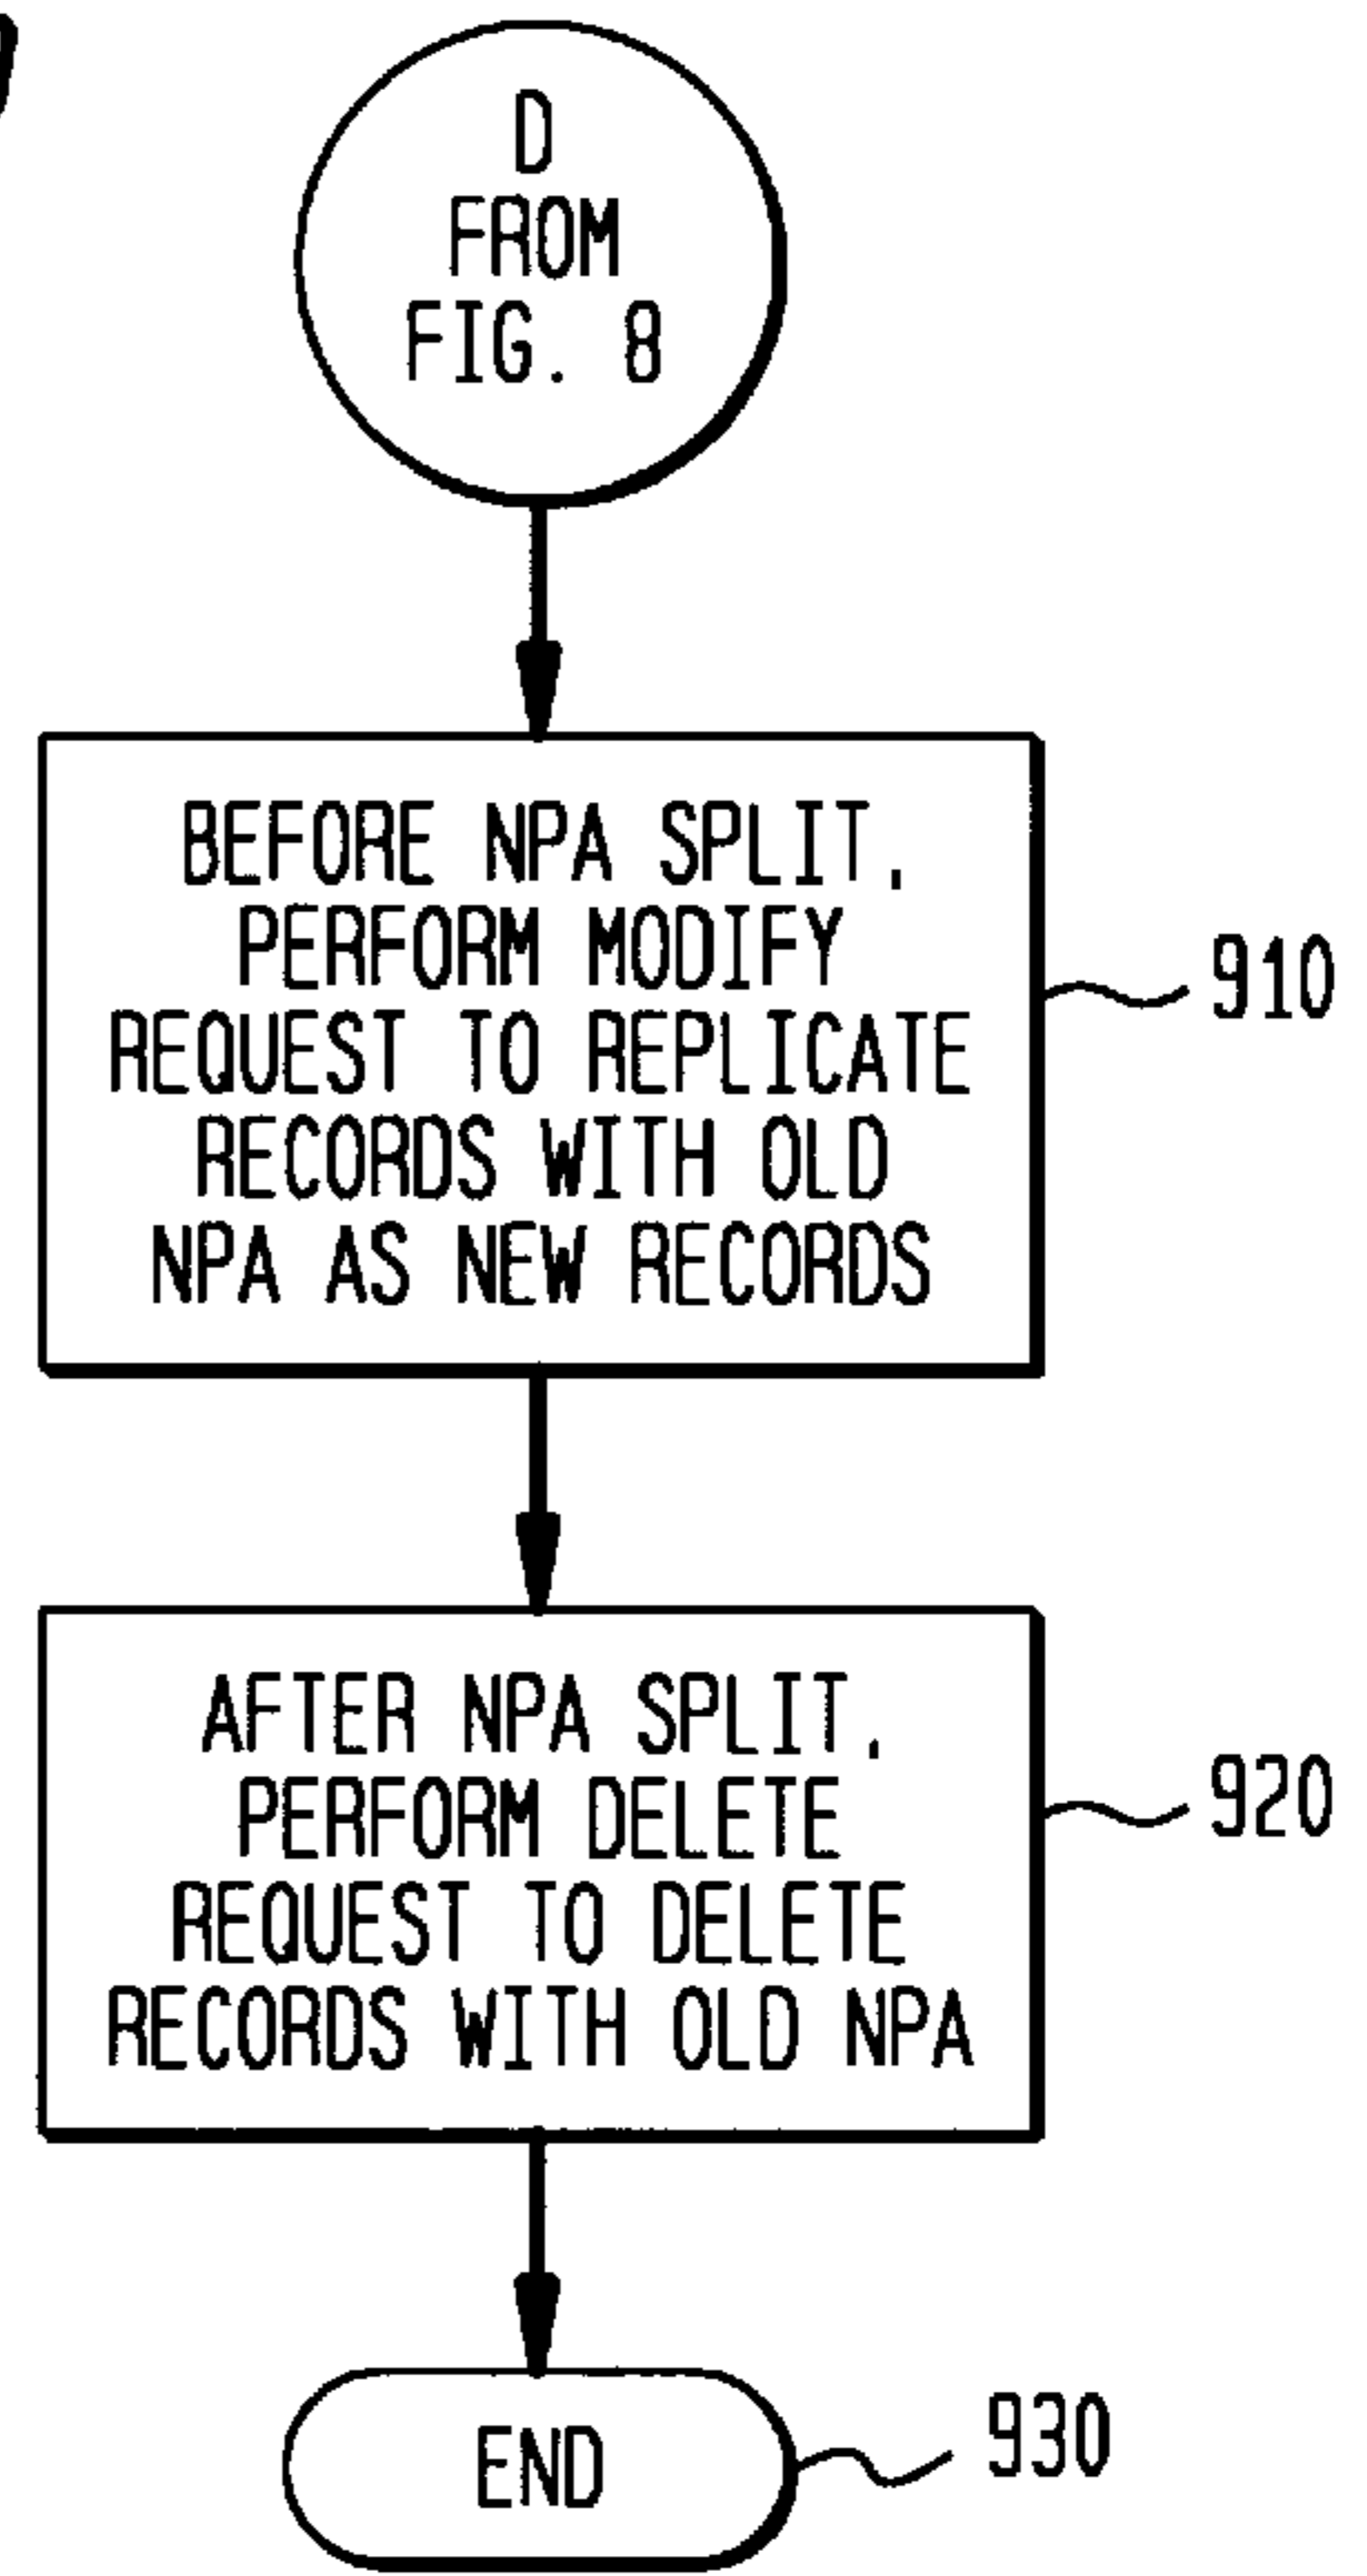 D
FROM
FIG. 8
BEFORE NPA SPLIT,
PERFORM MODIFY
REQUEST TO REPLICATE
RECORDS WITH OLD
NPA AS NEW RECORDS
910
AFTER NPA SPLIT,
PERFORM DELETE
REQUEST TO DELETE
RECORDS WITH OLD NPA
920
END
930